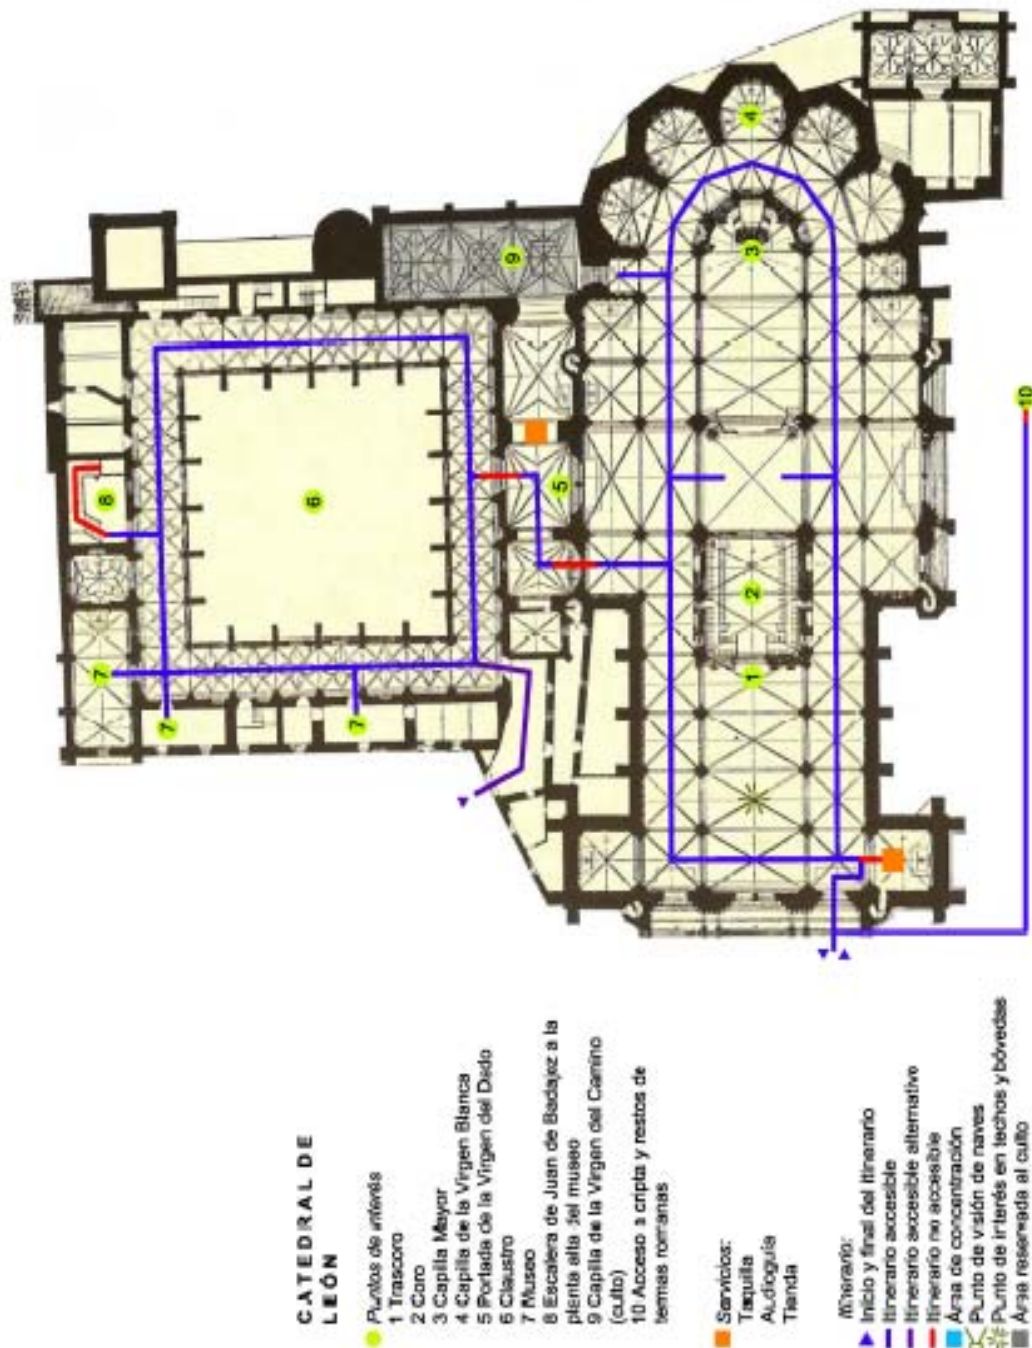 CATEDRAL DE
LEÓN
Puntos de interés
1 Trascoro
2 Coro
3 Capilla Mayor
4 Capilla de la Virgen Blanca
5 Portada de la Virgen del Dado
6 Claustro
7 Museo
8 Escalera de Juan de Badajoz a la
planta alta del museo
9 Capilla de la Virgen del Camino
(culto)
10 Acceso a cripta y restos de
termas romanas
Servicios:
Taquilla
Audioguía
Tienda
Itinerario:
Inicio y final del itinerario
Itinerario accesible
Itinerario accesible alternativo
Itinerario no accesible
Área de concentración
Punto de visión de naves
Punto de interés en techos y bóvedas
Área reservada al culto
1
2
3
4
5
6
7
7
7
8
9
10